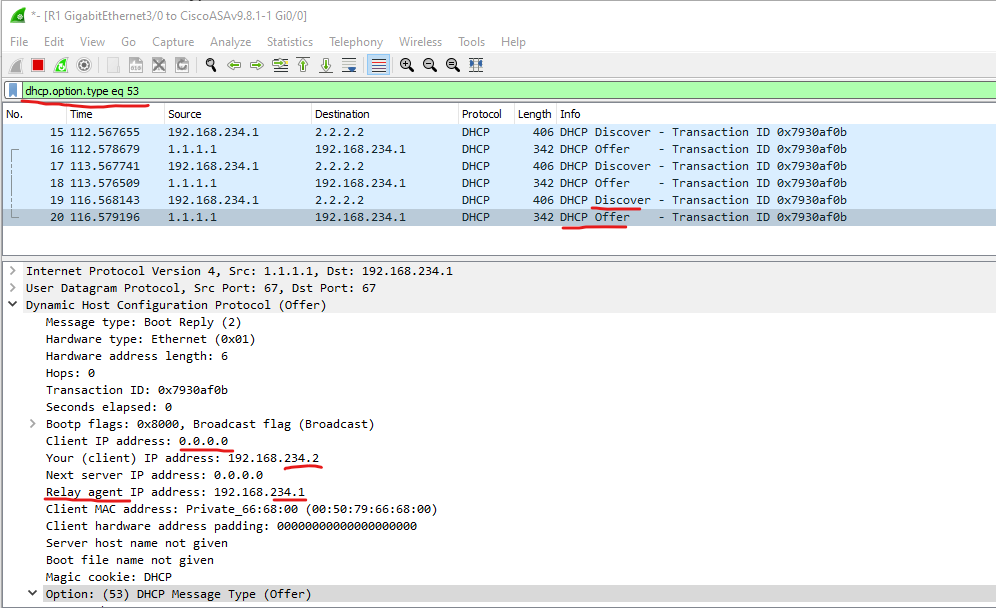 *- [R1 GigabitEthernet3/0 to CiscoASAv9.8.1-1 Gi0/0]
File Edit View Go Capture Analyze Statistics Telephony Wireless Tools Help
dhcp.option.type eq 53
No. Time Source Destination Protocol Length Info
15 112.567655 192.168.234.1 2.2.2.2 DHCP 406 DHCP Discover - Transaction ID 0x7930af0b
16 112.578679 1.1.1.1 192.168.234.1 DHCP 342 DHCP Offer - Transaction ID 0x7930af0b
17 113.567741 192.168.234.1 2.2.2.2 DHCP 406 DHCP Discover - Transaction ID 0x7930af0b
18 113.576509 1.1.1.1 192.168.234.1 DHCP 342 DHCP Offer - Transaction ID 0x7930af0b
19 116.568143 192.168.234.1 2.2.2.2 DHCP 406 DHCP Discover - Transaction ID 0x7930af0b
20 116.579196 1.1.1.1 192.168.234.1 DHCP 342 DHCP Offer - Transaction ID 0x7930af0b
Internet Protocol Version 4, Src: 1.1.1.1, Dst: 192.168.234.1
User Datagram Protocol, Src Port: 67, Dst Port: 67
Dynamic Host Configuration Protocol (Offer)
Message type: Boot Reply (2)
Hardware type: Ethernet (0x01)
Hardware address length: 6
Hops: 0
Transaction ID: 0x7930af0b
Seconds elapsed: 0
Bootp flags: 0x8000, Broadcast flag (Broadcast)
Client IP address: 0.0.0.0
Your (client) IP address: 192.168.234.2
Next server IP address: 0.0.0.0
Relay agent IP address: 192.168.234.1
Client MAC address: Private_66:68:00 (00:50:79:66:68:00)
Client hardware address padding: 00000000000000000000
Server host name not given
Boot file name not given
Magic cookie: DHCP
Option: (53) DHCP Message Type (Offer)